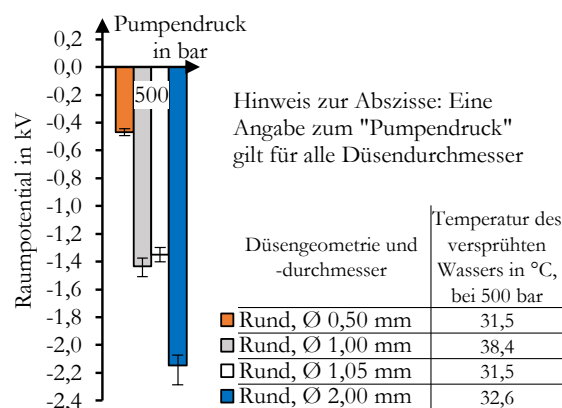 Pumpendruck
in bar
0,2
0,0
-0,2
-0,4
-0,6
-0,8
-1,0
-1,2
-1,4
-1,6
-1,8
-2,0
-2,2
-2,4
Raumpotential in kV
500
Hinweis zur Abszisse: Eine
Angabe zum "Pumpendruck"
gilt für alle Düsendurchmesser
Düsengeometrie und
-durchmesser
Temperatur des
versprühten
Wassers in °C,
bei 500 bar
Rund, Ø 0,50 mm 31,5
Rund, Ø 1,00 mm 38,4
Rund, Ø 1,05 mm 31,5
Rund, Ø 2,00 mm 32,6